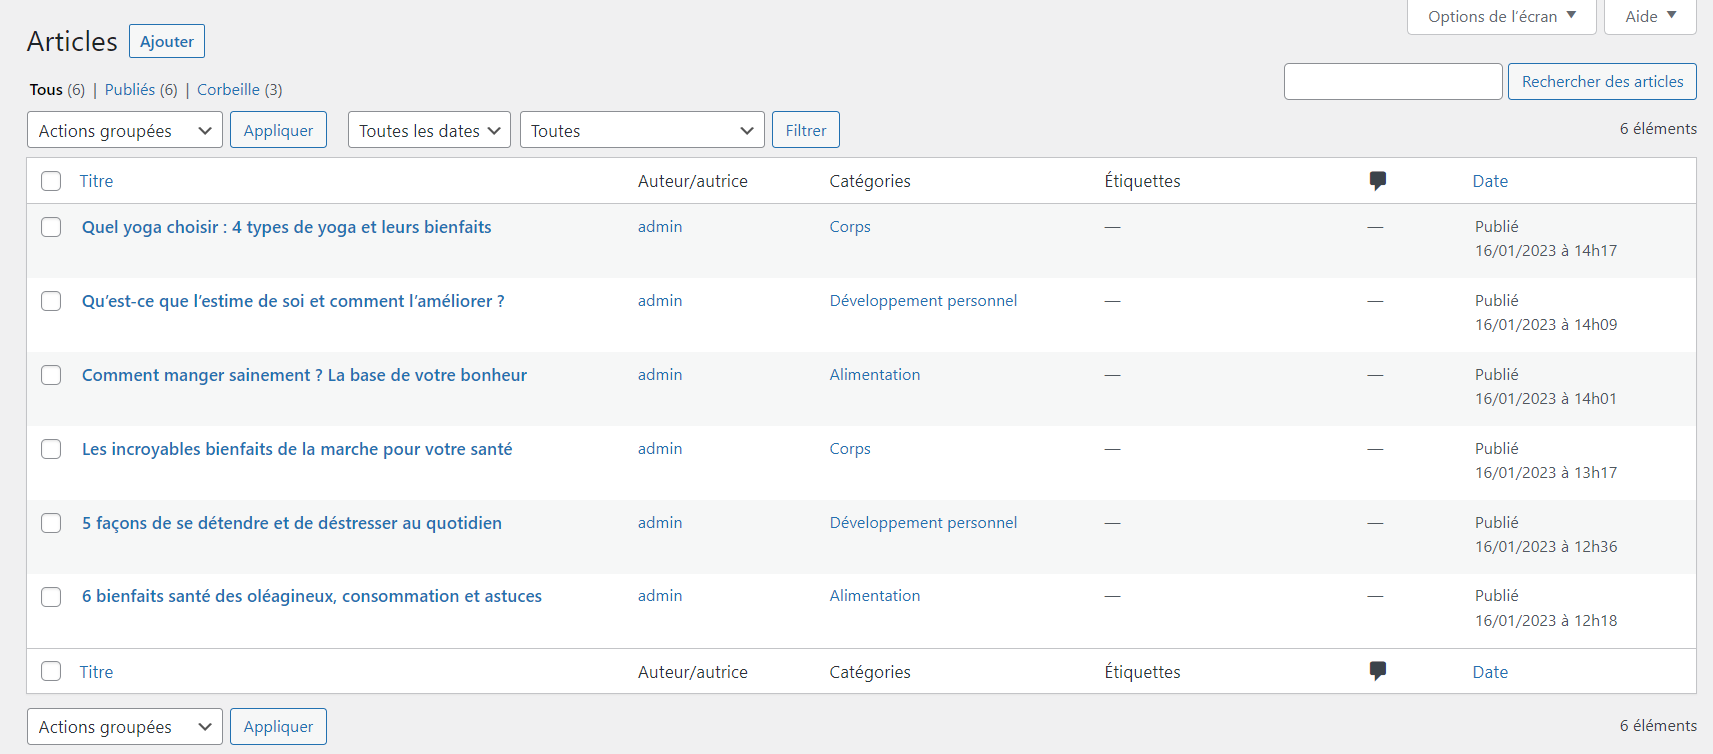 Options de l’écran ▼ Aide ▼
Articles Ajouter
Tous (6) | Publiés (6) | Corbeille (3)
Rechercher des articles
Actions groupées Appliquer Toutes les dates Toutes Filtrer 6 éléments
Titre Auteur/autrice Catégories Étiquettes Date
Quel yoga choisir : 4 types de yoga et leurs bienfaits admin Corps — — Publié
16/01/2023 à 14h17
Qu’est-ce que l’estime de soi et comment l’améliorer ? admin Développement personnel — — Publié
16/01/2023 à 14h09
Comment manger sainement ? La base de votre bonheur admin Alimentation — — Publié
16/01/2023 à 14h01
Les incroyables bienfaits de la marche pour votre santé admin Corps — — Publié
16/01/2023 à 13h17
5 façons de se détendre et de déstresser au quotidien admin Développement personnel — — Publié
16/01/2023 à 12h36
6 bienfaits santé des oléagineux, consommation et astuces admin Alimentation — — Publié
16/01/2023 à 12h18
Titre Auteur/autrice Catégories Étiquettes Date
Actions groupées Appliquer 6 éléments